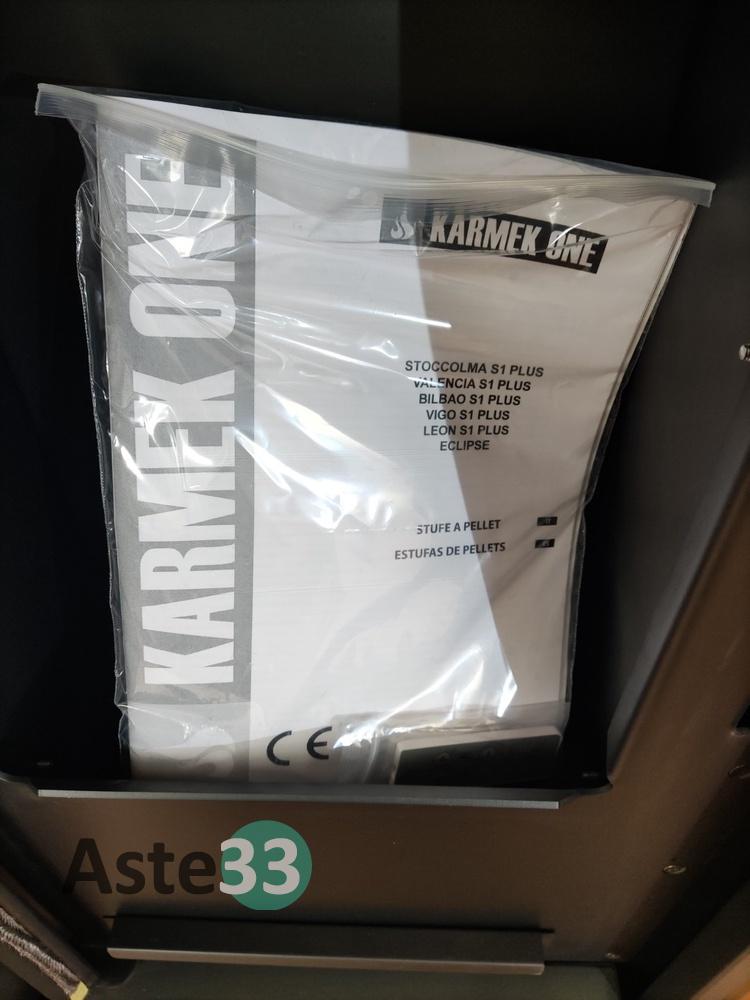 KARMEK ONE
KARMEK ONE
STOCCOLMA S1 PLUS
VALENCIA S1 PLUS
BILBAO S1 PLUS
VIGO S1 PLUS
LEON S1 PLUS
ECLIPSE
STUFE A PELLET
ESTUFAS DE PELLETS
CE
Aste33